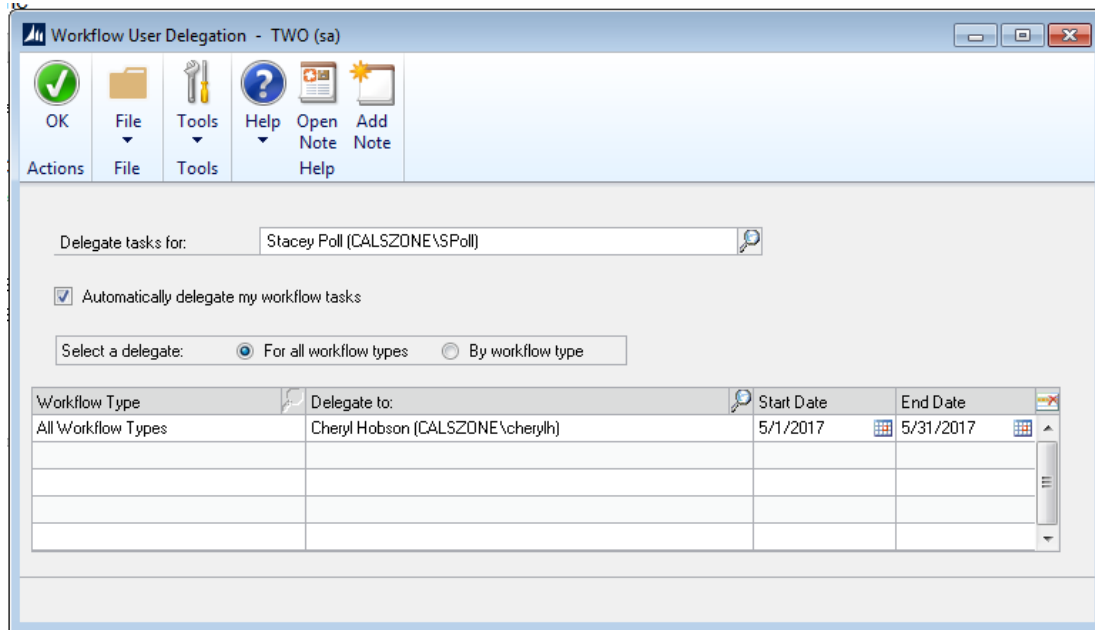 Workflow User Delegation - TWO (sa)
OK File Tools Help Open Note Add Note
Actions File Tools Help
Delegate tasks for: Stacey Poll (CALSZONE\SPoll)
Automatically delegate my workflow tasks
Select a delegate: For all workflow types By workflow type
Workflow Type Delegate to: Start Date End Date
All Workflow Types Cheryl Hobson (CALSZONE\cherylh) 5/1/2017 5/31/2017